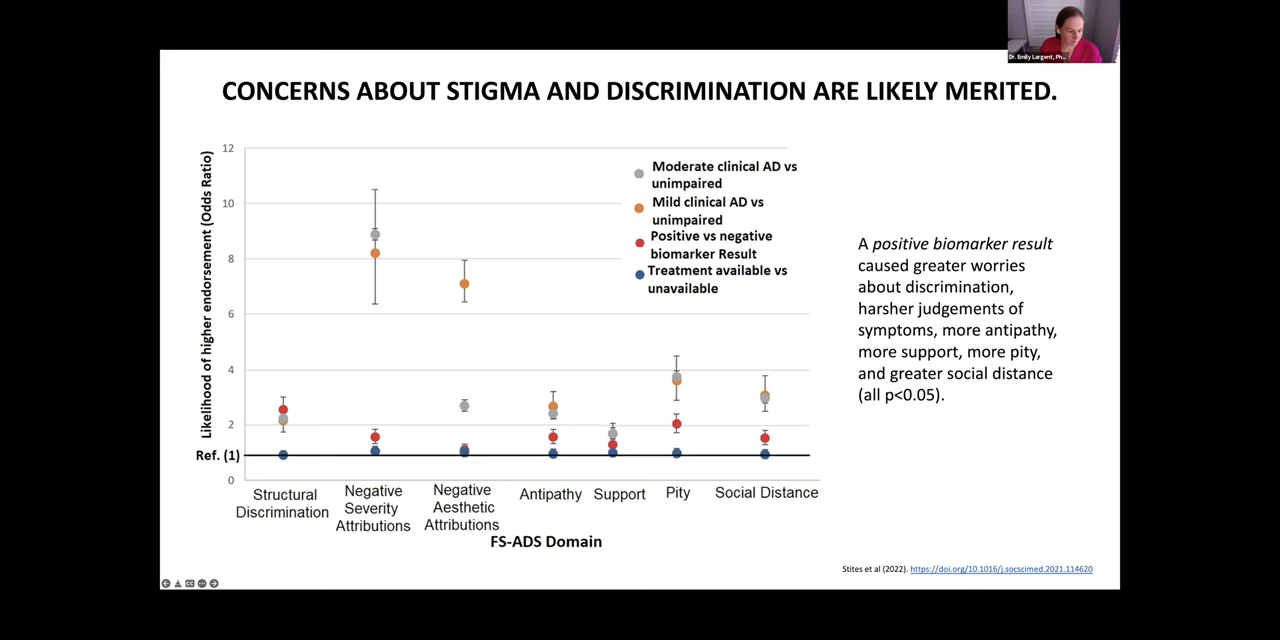 Dr. Emily Largent, Ph...
CONCERNS ABOUT STIGMA AND DISCRIMINATION ARE LIKELY MERITED.
Likelihood of higher endorsement (Odds Ratio)
12
10
8
6
4
2
Ref. (1)
0
Moderate clinical AD vs
unimpaired
Mild clinical AD vs
unimpaired
Positive vs negative
biomarker Result
Treatment available vs
unavailable
Structural
Discrimination
Negative
Severity
Attributions
Negative
Aesthetic
Attributions
Antipathy
Support
Pity
Social Distance
FS-ADS Domain
A positive biomarker result
caused greater worries
about discrimination,
harsher judgements of
symptoms, more antipathy,
more support, more pity,
and greater social distance
(all p<0.05).
Stites et al (2022). https://doi.org/10.1016/j.socscimed.2021.114620